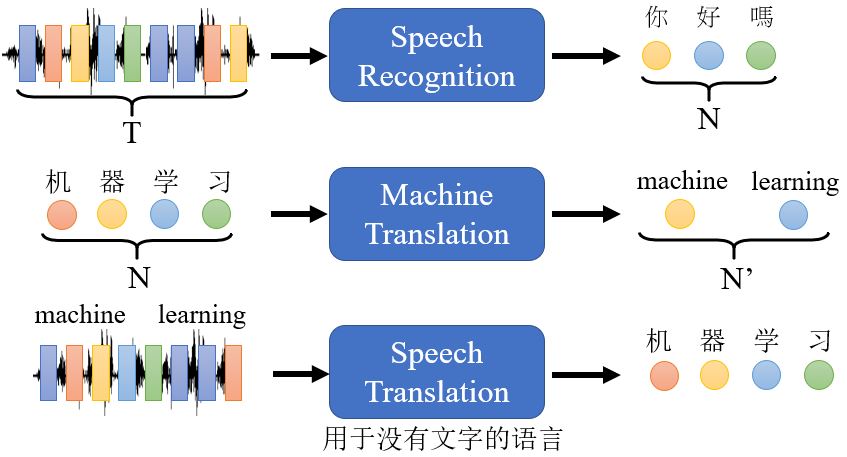 Speech
Recognition
你 好 嗎
T
N
机 器 学 习
Machine
Translation
machine learning
N
N’
machine learning
Speech
Translation
机 器 学 习
用于没有文字的语言